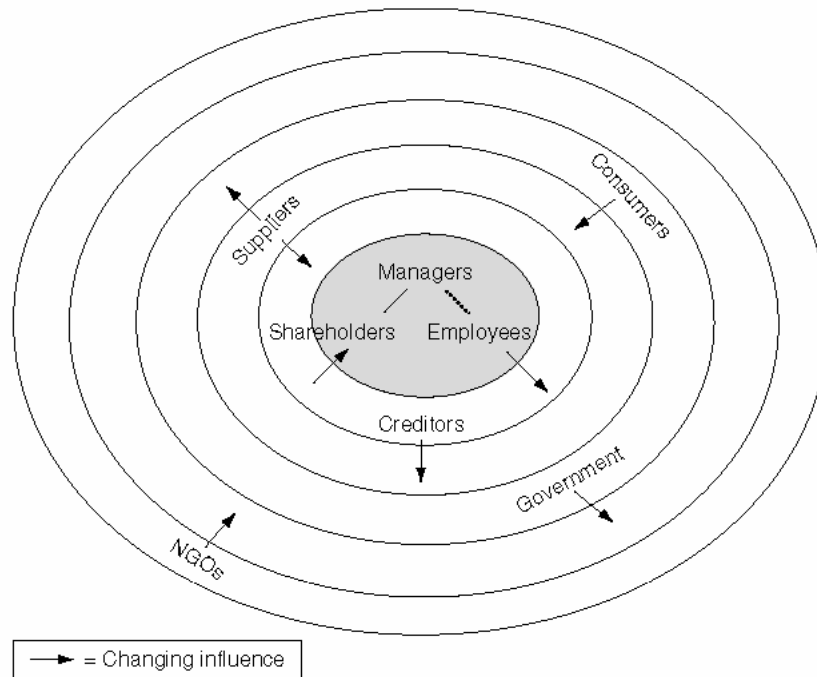 Consumers
Suppliers
Managers
Shareholders
Employees
Creditors
Government
NGOs
= Changing influence